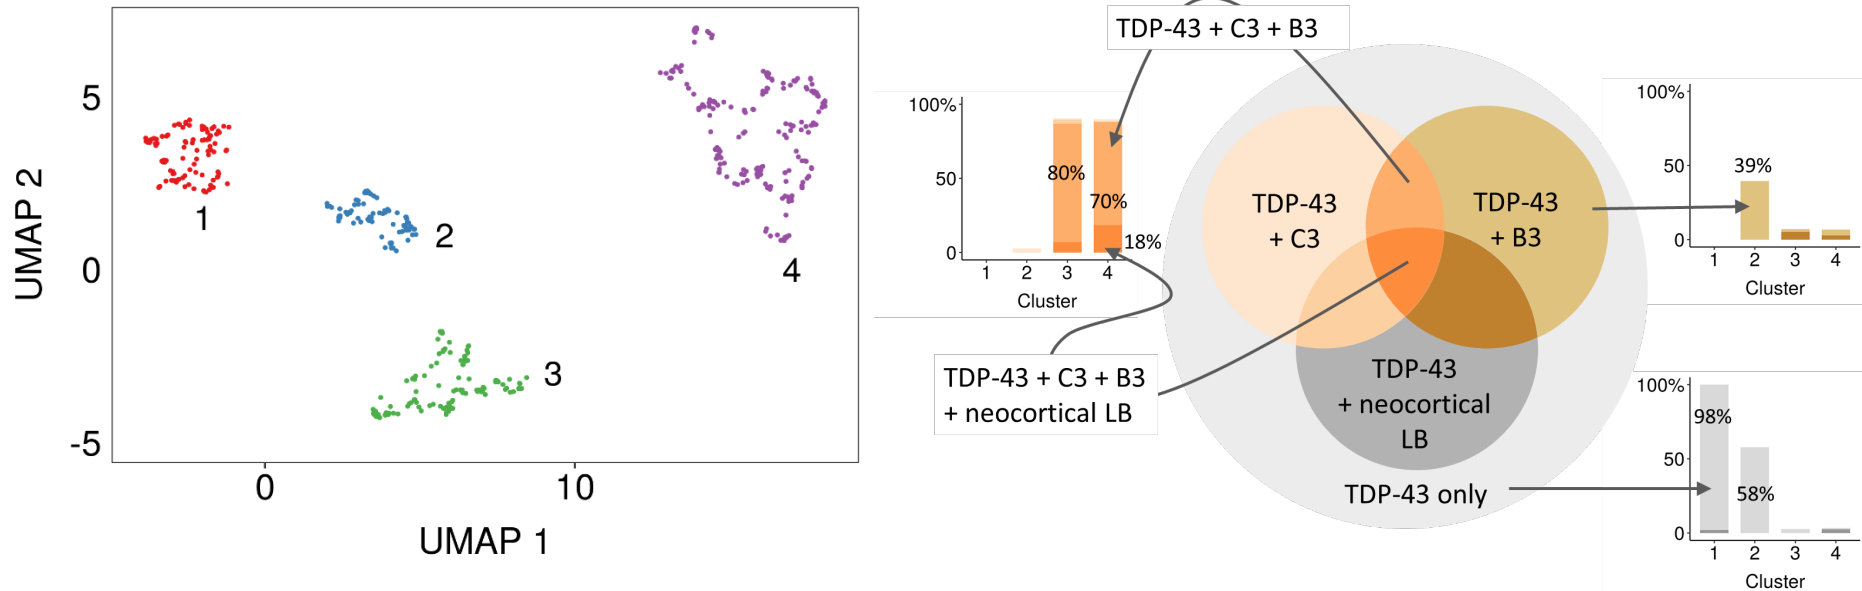 UMAP 2
5
0
-5
1
2
3
4
0
10
UMAP 1
TDP-43 + C3 + B3
100%
50
0
80%
70%
18%
1
2
3
4
Cluster
TDP-43 + C3 + B3
+ neocortical LB
TDP-43
+ C3
TDP-43
+ B3
TDP-43
+ neocortical
LB
TDP-43 only
100%
50
0
39%
1
2
3
4
Cluster
100%
50
0
98%
58%
1
2
3
4
Cluster